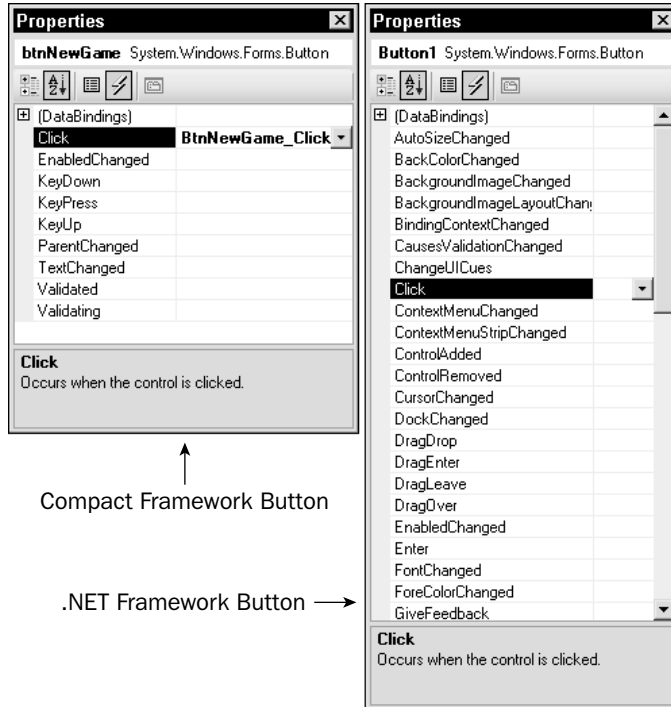 Properties
btnNewGame System.Windows.Forms.Button
(DataBindings)
Click BtnNewGame_Click
EnabledChanged
KeyDown
KeyPress
KeyUp
ParentChanged
TextChanged
Validated
Validating
Click
Occurs when the control is clicked.
Compact Framework Button
.NET Framework Button
Properties
Button1 System.Windows.Forms.Button
(DataBindings)
AutoSizeChanged
BackColorChanged
BackgroundImageChanged
BackgroundImageLayoutChan
BindingContextChanged
CausesValidationChanged
ChangeUICues
Click
ContextMenuChanged
ContextMenuStripChanged
ControlAdded
ControlRemoved
CursorChanged
DockChanged
DragDrop
DragEnter
DragLeave
DragOver
EnabledChanged
Enter
FontChanged
ForeColorChanged
GiveFeedback
Click
Occurs when the control is clicked.